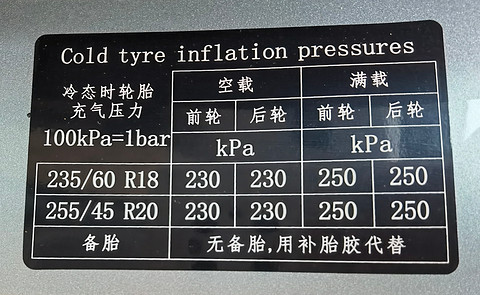 Cold tyre inflation pressures
冷态时轮胎
充气压力
100kPa=1bar
空载 满载
前轮 后轮 前轮 后轮
kPa kPa
235/60 R18 230 230 250 250
255/45 R20 230 230 250 250
备胎 无备胎,用补胎胶代替